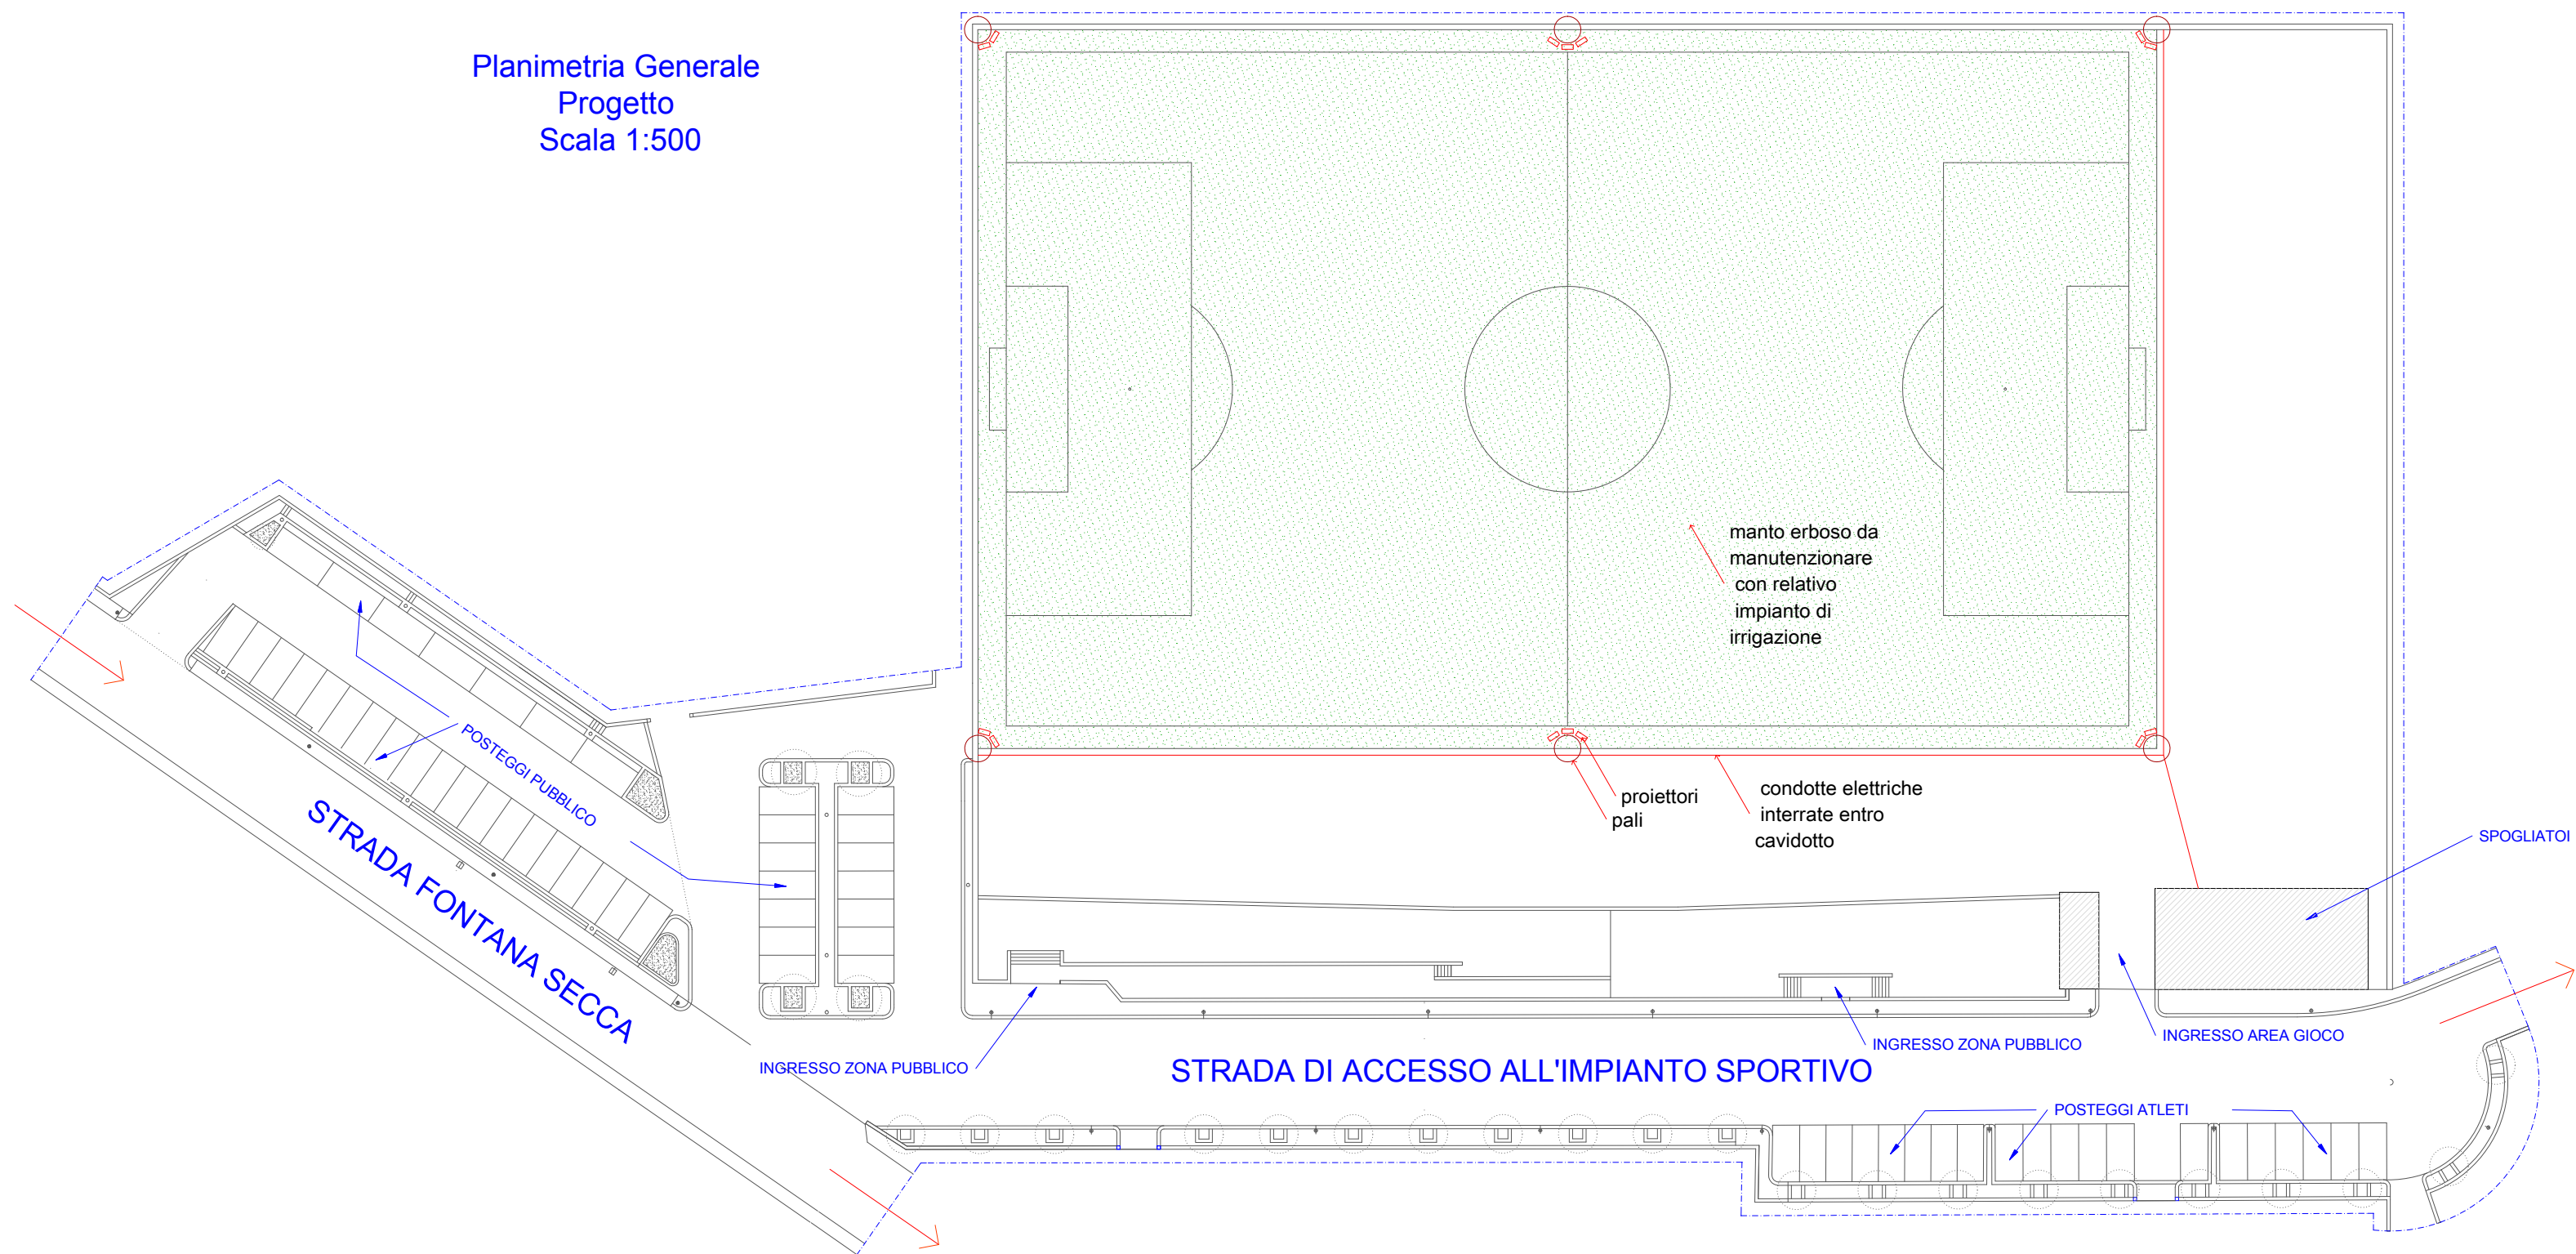 Planimetria Generale
Progetto
Scala 1:500
manto erboso da
manutenzionare
con relativo
impianto di
irrigazione
proiettori
pali
condotte elettriche
interrate entro
cavidotto
SPOGLIATOI
POSTEGGI PUBBLICO
STRADA FONTANA SECCA
INGRESSO ZONA PUBBLICO
STRADA DI ACCESSO ALL'IMPIANTO SPORTIVO
INGRESSO ZONA PUBBLICO
INGRESSO AREA GIOCO
POSTEGGI ATLETI